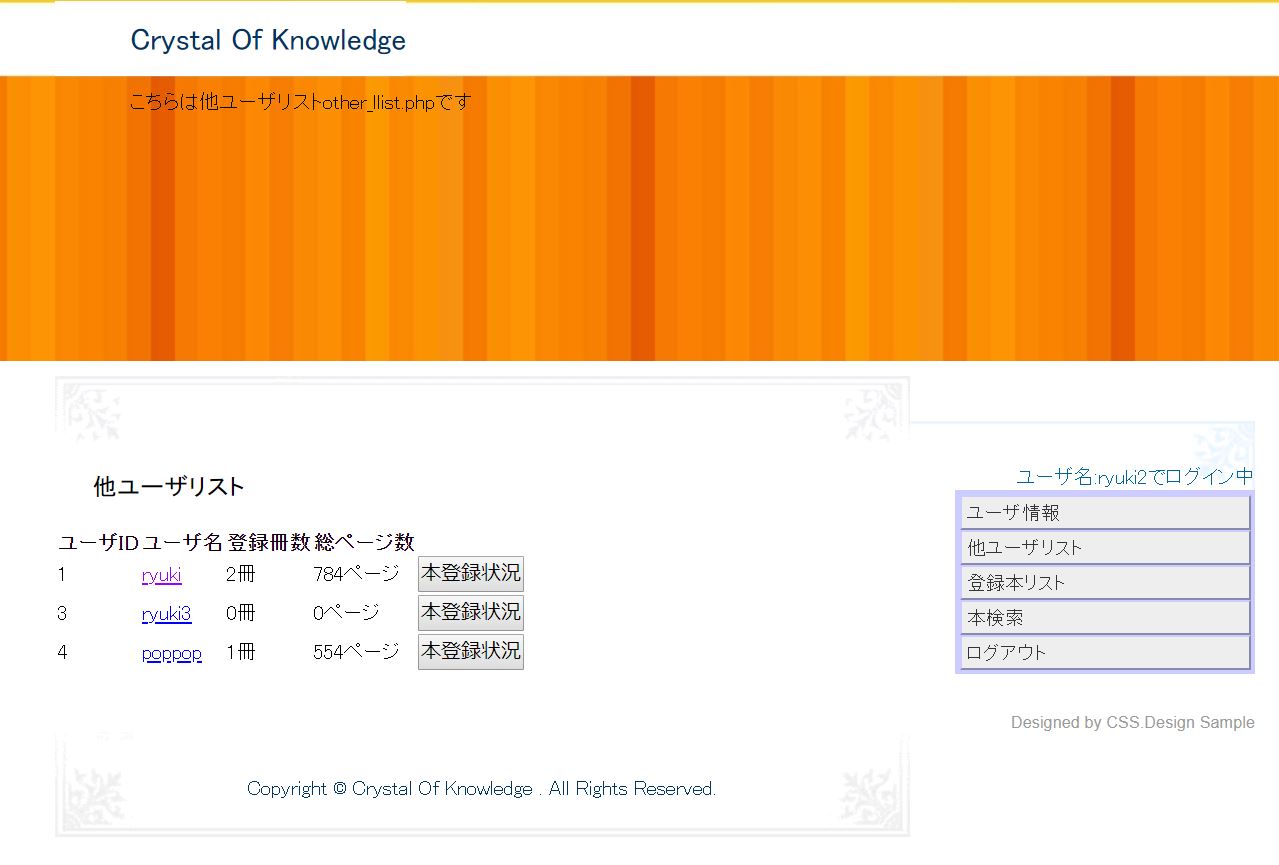 Crystal Of Knowledge
こちらは他ユーザリストother_llist.phpです
他ユーザリスト
ユーザID ユーザ名 登録冊数 総ページ数
1 ryuki 2冊 784ページ 本登録状況
3 ryuki3 0冊 0ページ 本登録状況
4 poppop 1冊 554ページ 本登録状況
ユーザ名:ryuki2でログイン中
ユーザ情報
他ユーザリスト
登録本リスト
本検索
ログアウト
Designed by CSS.Design Sample
Copyright © Crystal Of Knowledge . All Rights Reserved.